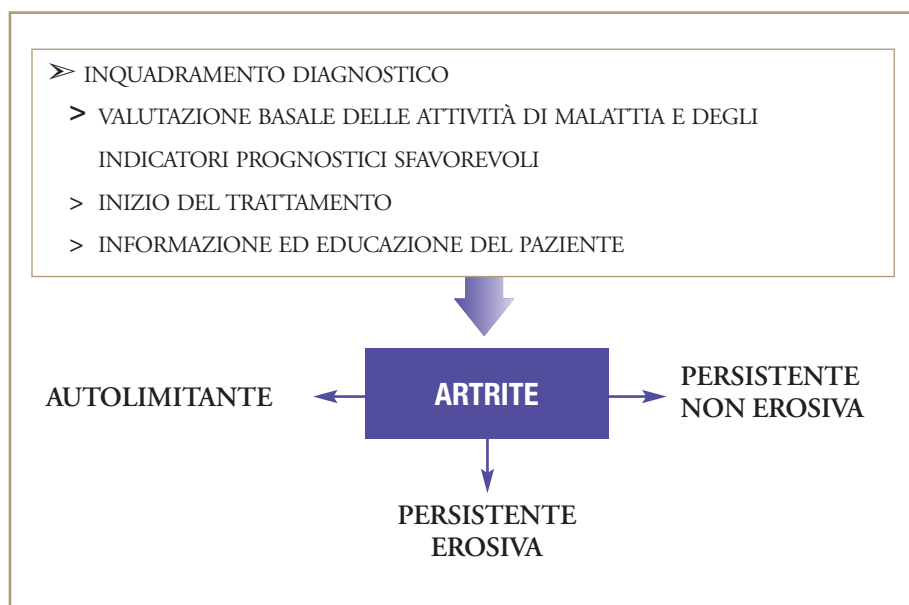 ➢ INQUADRAMENTO DIAGNOSTICO
> VALUTAZIONE BASALE DELLE ATTIVITÀ DI MALATTIA E DEGLI
INDICATORI PROGNOSTICI SFAVOREVOLI
> INIZIO DEL TRATTAMENTO
> INFORMAZIONE ED EDUCAZIONE DEL PAZIENTE
AUTOLIMITANTE
ARTRITE
PERSISTENTE
NON EROSIVA
PERSISTENTE
EROSIVA